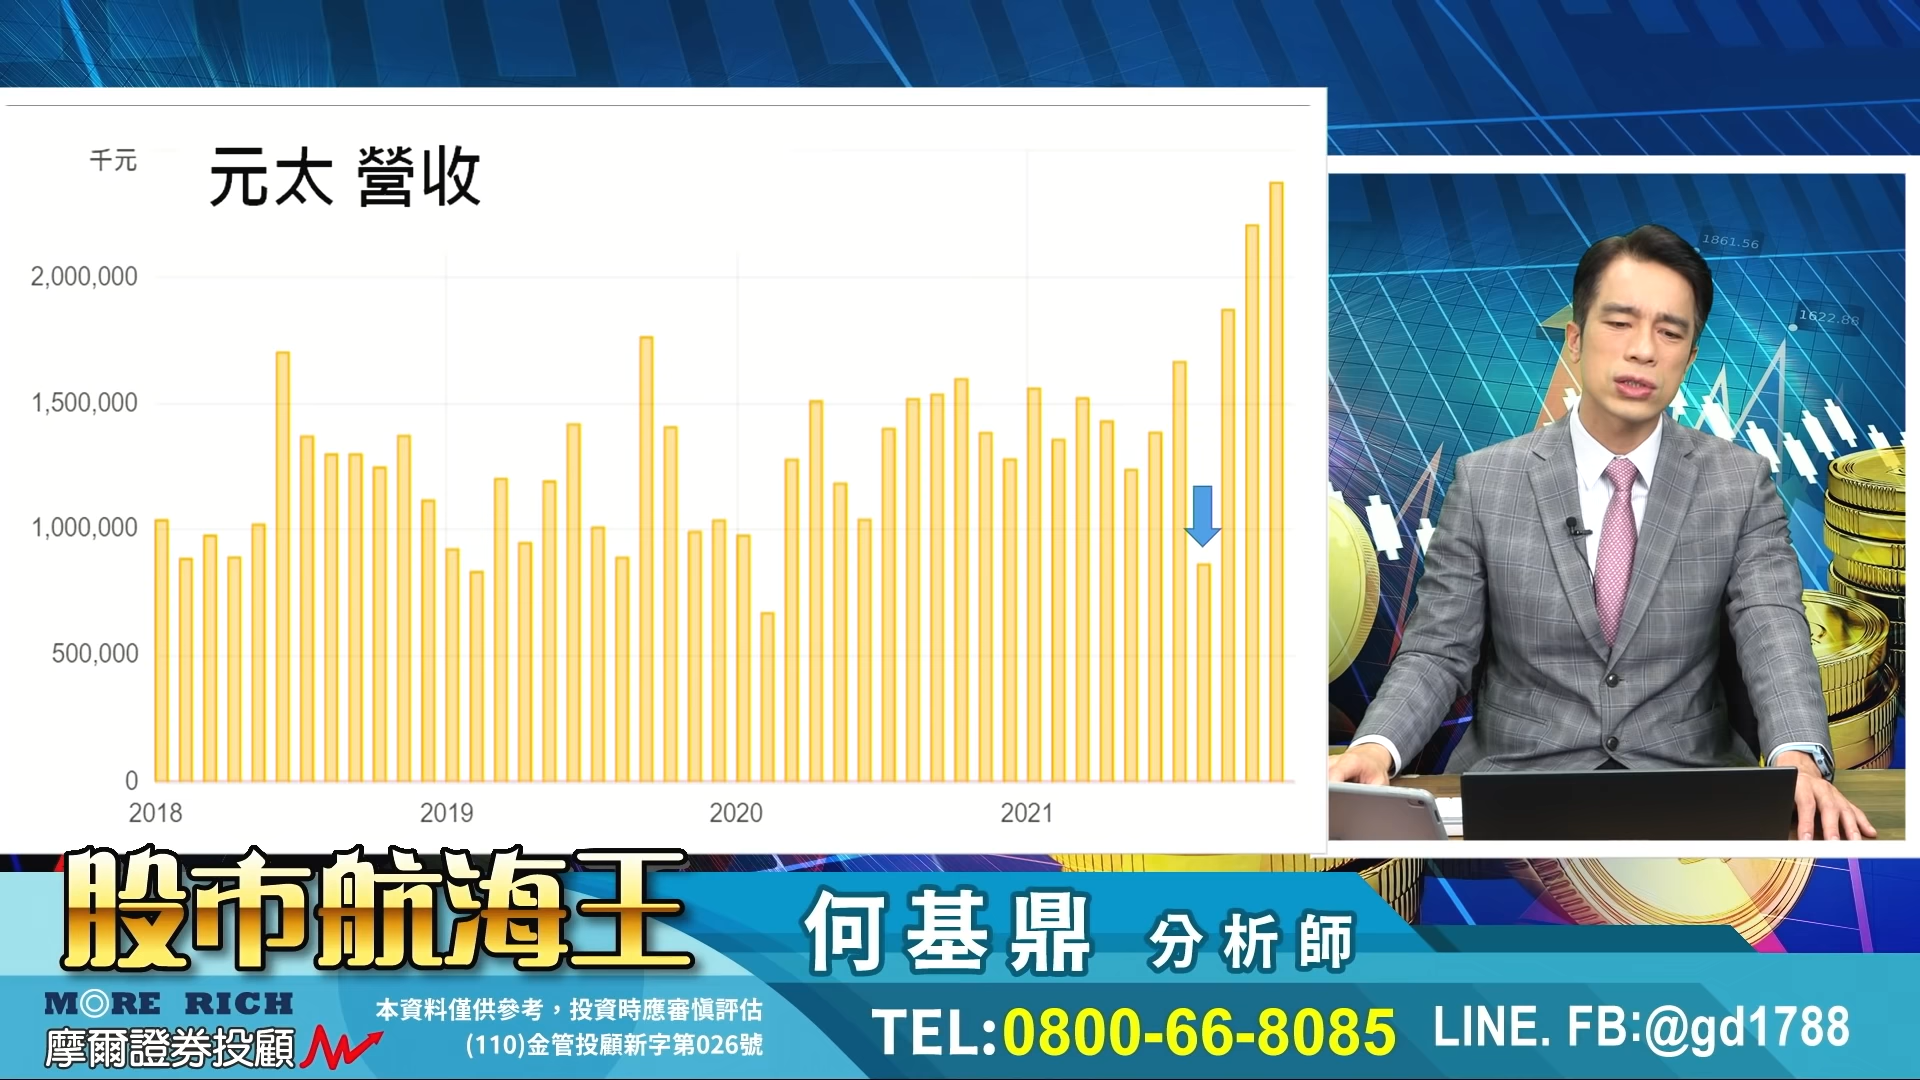 千元
元太 營收
2,000,000
1,500,000
1,000,000
500,000
0
2018 2019 2020 2021
1861.56
1622.88
股市航海王
何基鼎 分析師
MORE RICH
摩爾證券投顧
本資料僅供參考，投資時應審慎評估
(110)金管投顧新字第026號
TEL:0800-66-8085
LINE. FB:@gd1788